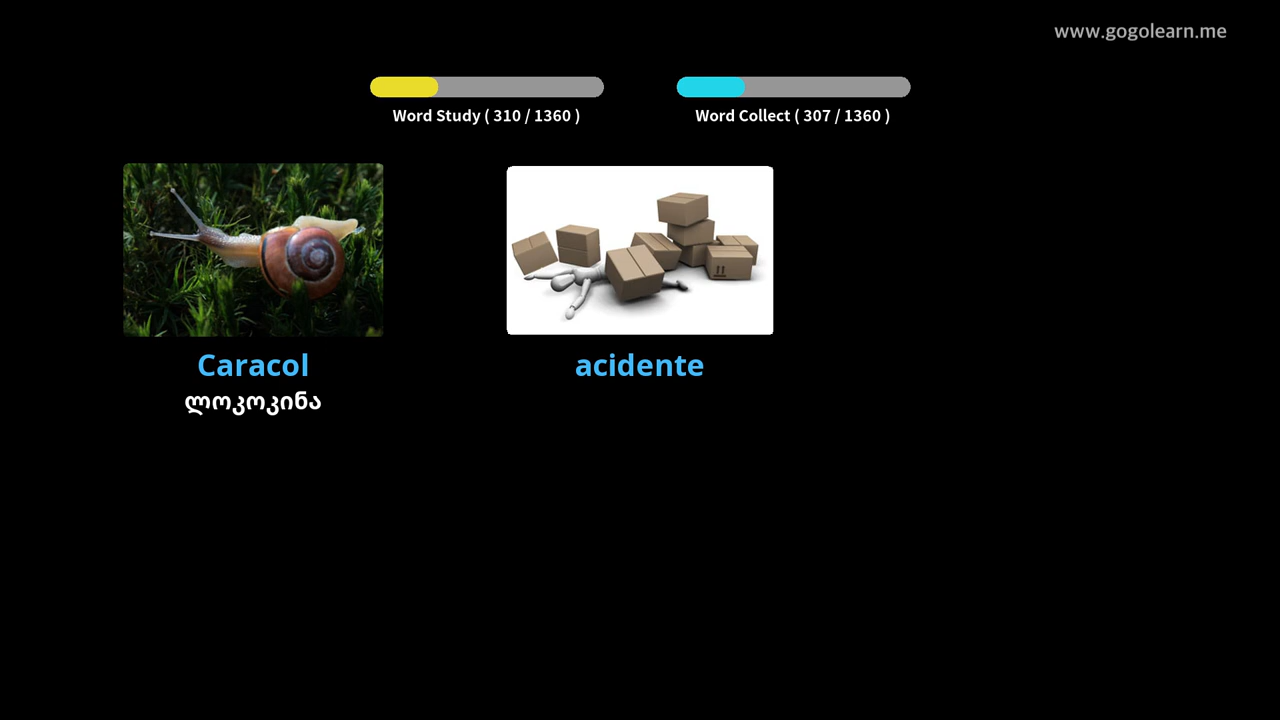 www.gogolearn.me
Word Study ( 310 / 1360 )
Word Collect ( 307 / 1360 )
Caracol
ლოკოკინა
acidente